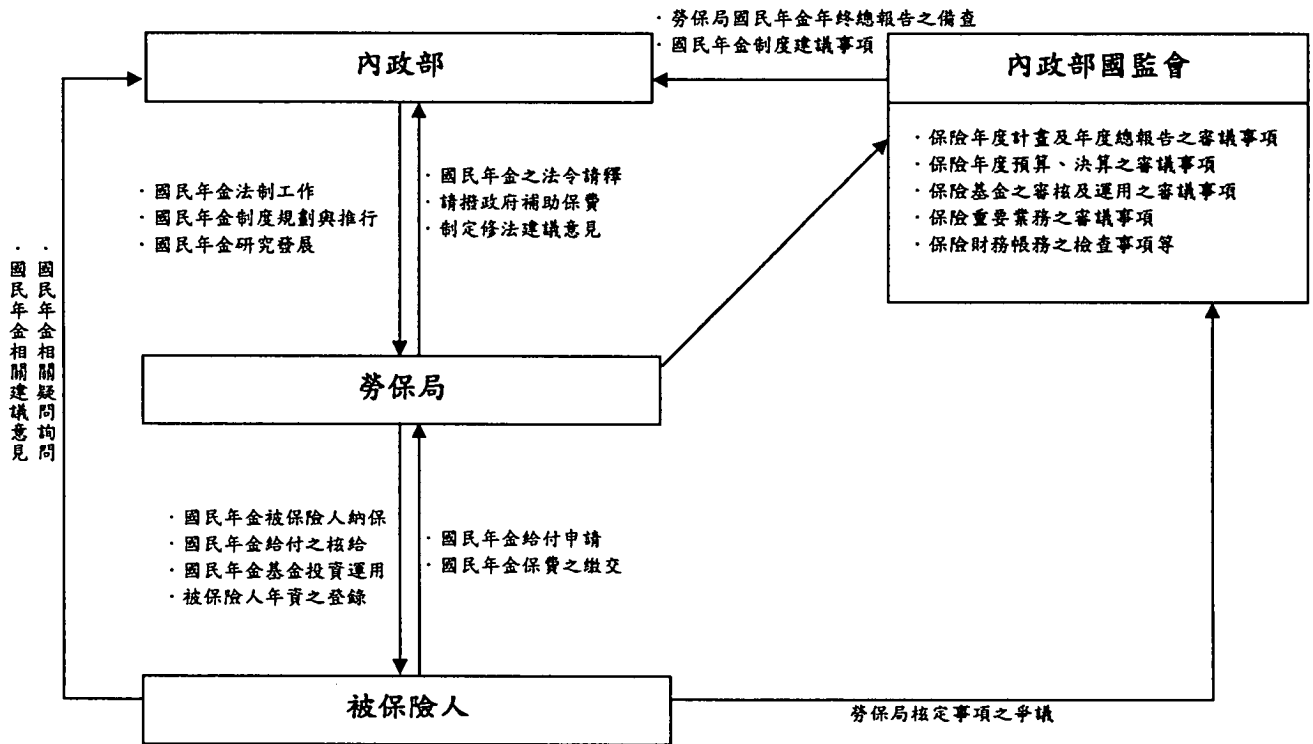 ・勞保局國民年金年終總報告之備查
・國民年金制度建議事項
內政部
內政部國監會
・保險年度計畫及年度總報告之審議事項
・保險年度預算、決算之審議事項
・保險基金之審核及運用之審議事項
・保險重要業務之審議事項
・保險財務帳務之檢查事項等
・國民年金法制工作
・國民年金制度規劃與推行
・國民年金研究發展
・國民年金之法令請釋
・請撥政府補助保費
・制定修法建議意見
・國民年金相關疑問詢問
・國民年金相關建議意見
勞保局
・國民年金被保險人納保
・國民年金給付之核給
・國民年金基金投資運用
・被保險人年資之登錄
・國民年金給付申請
・國民年金保費之繳交
被保險人
勞保局核定事項之爭議